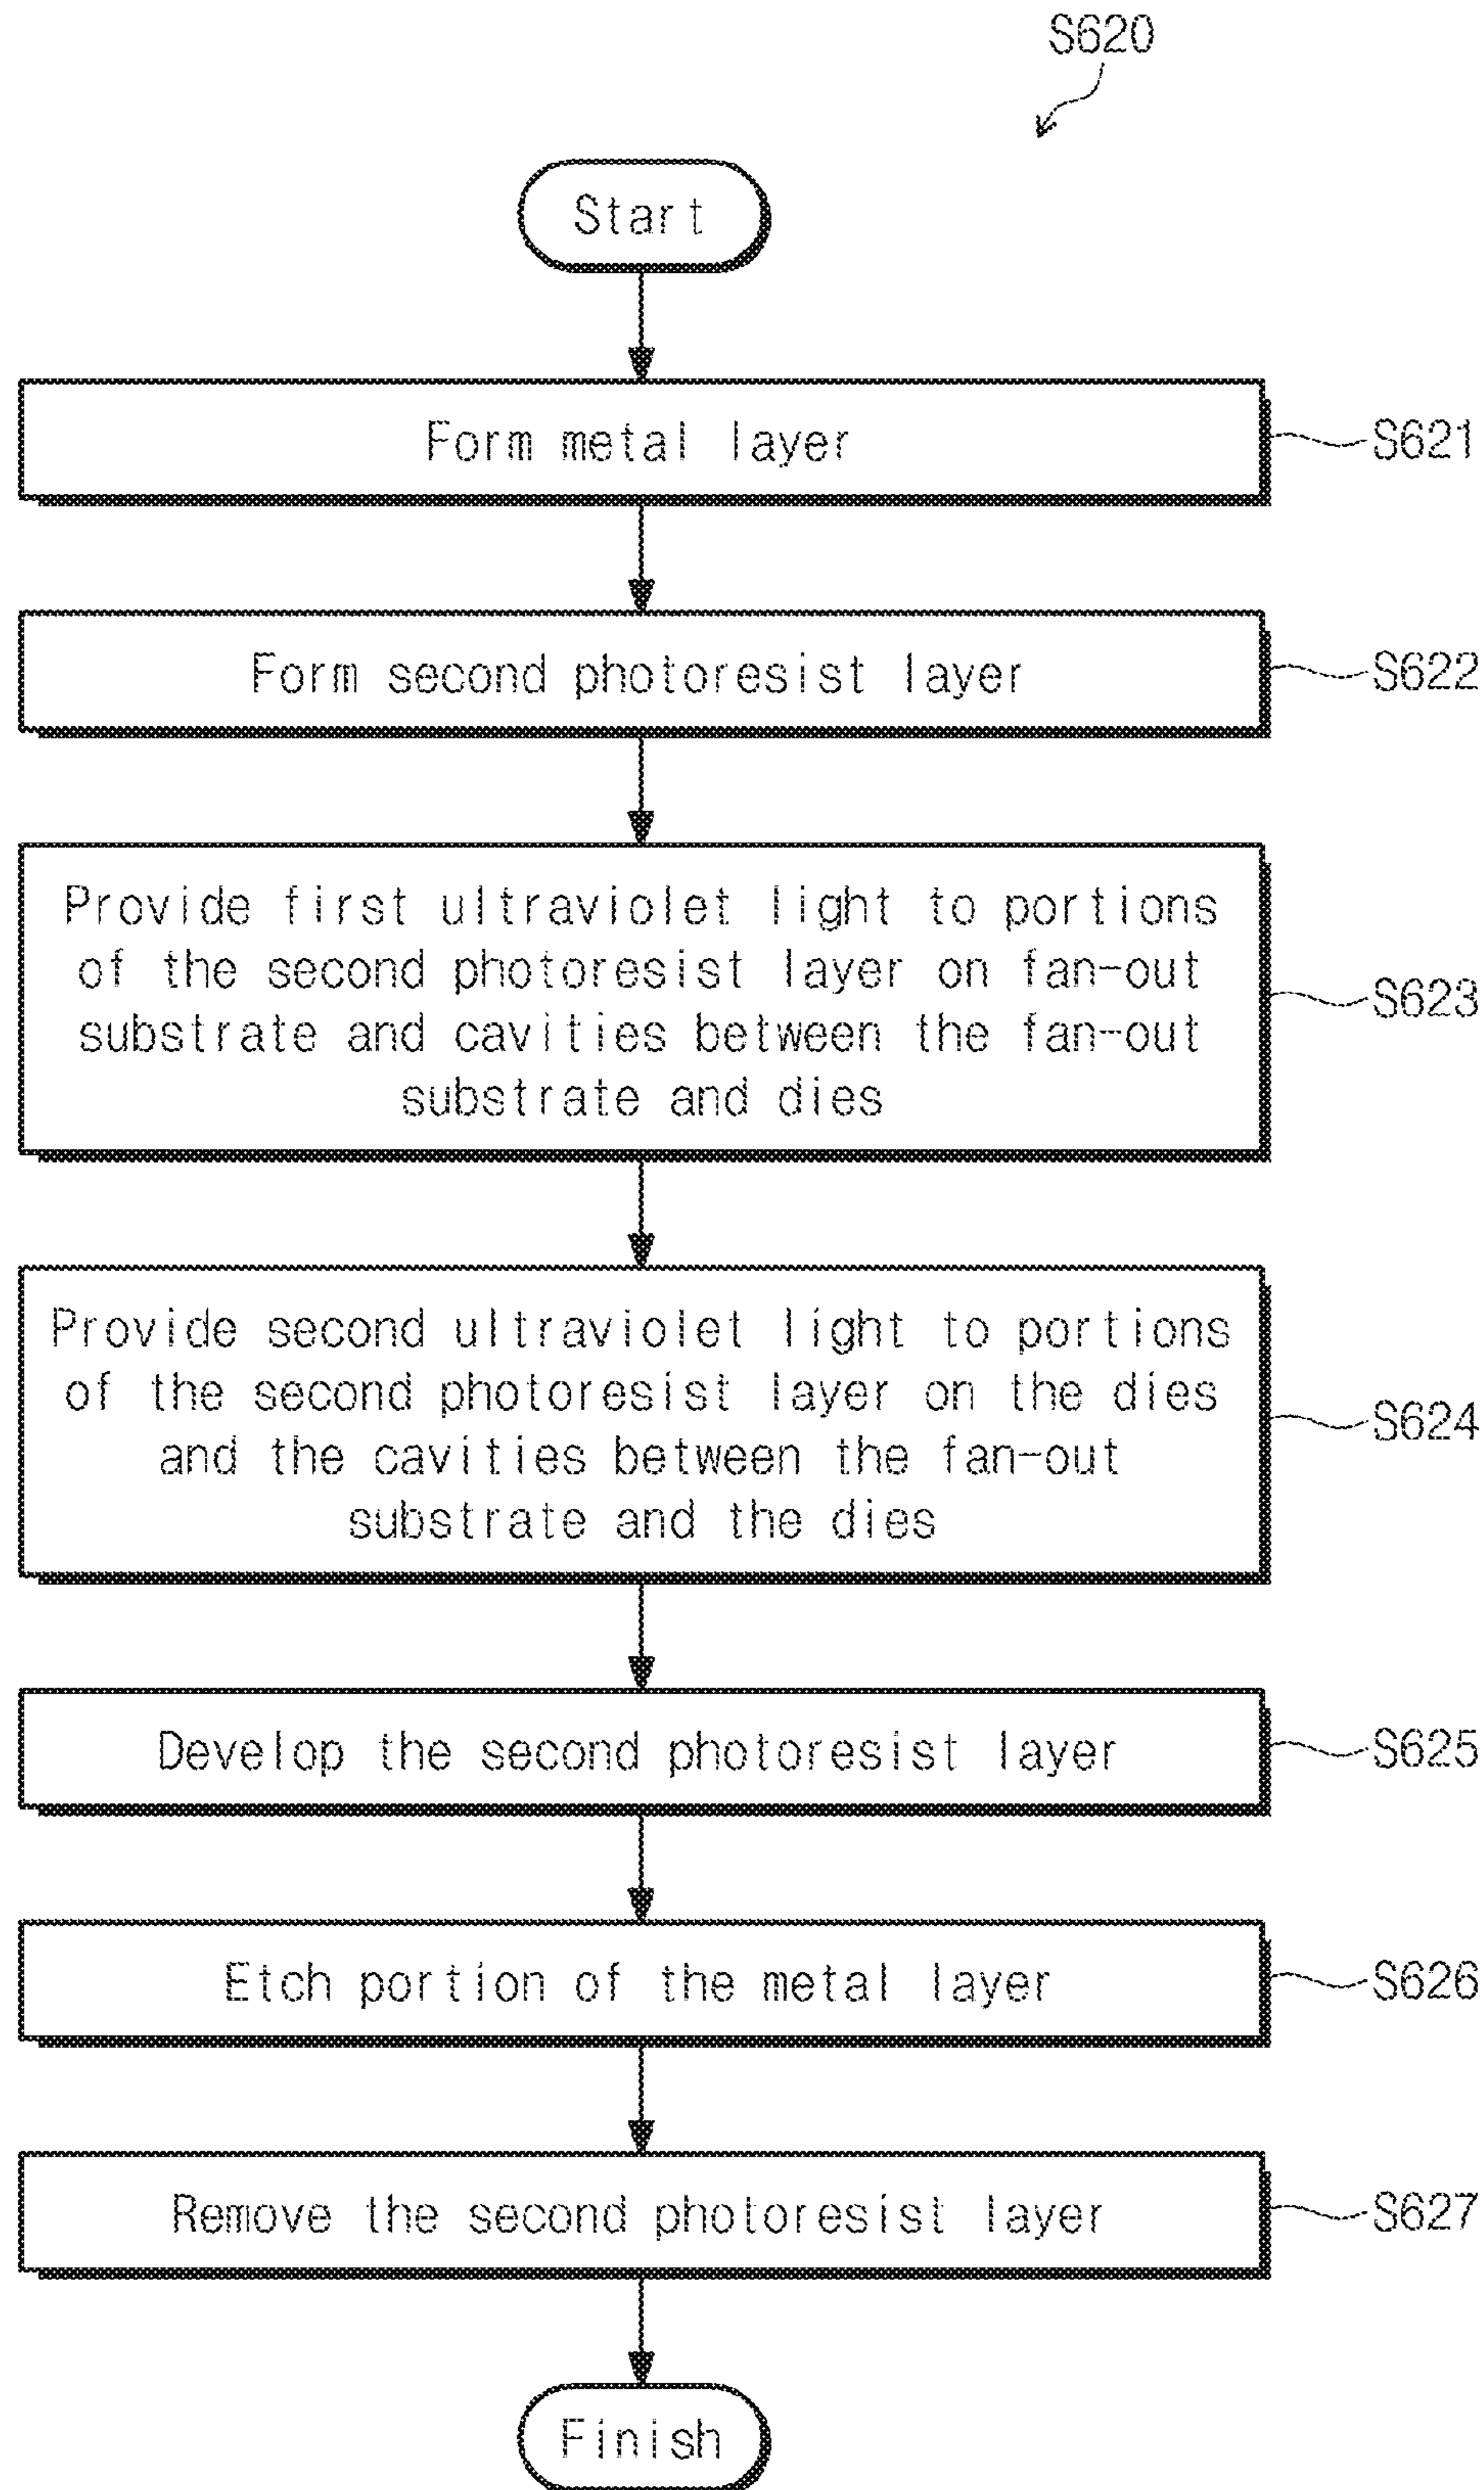 S620
Start
Form metal layer
S621
Form second photoresist layer
S622
Provide first ultraviolet light to portions
of the second photoresist layer on fan-out
substrate and cavities between the fan-out
substrate and dies
S623
Provide second ultraviolet light to portions
of the second photoresist layer on the dies
and the cavities between the fan-out
substrate and the dies
S624
Develop the second photoresist layer
S625
Etch portion of the metal layer
S626
Remove the second photoresist layer
S627
Finish